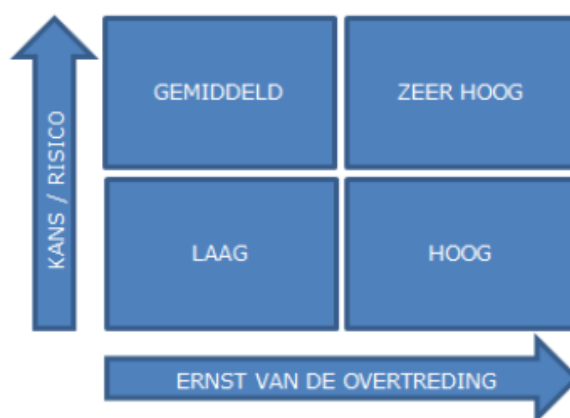 GEMIDDELD
ZEER HOOG
KANS / RISICO
LAAG
HOOG
ERNST VAN DE OVERTREDING